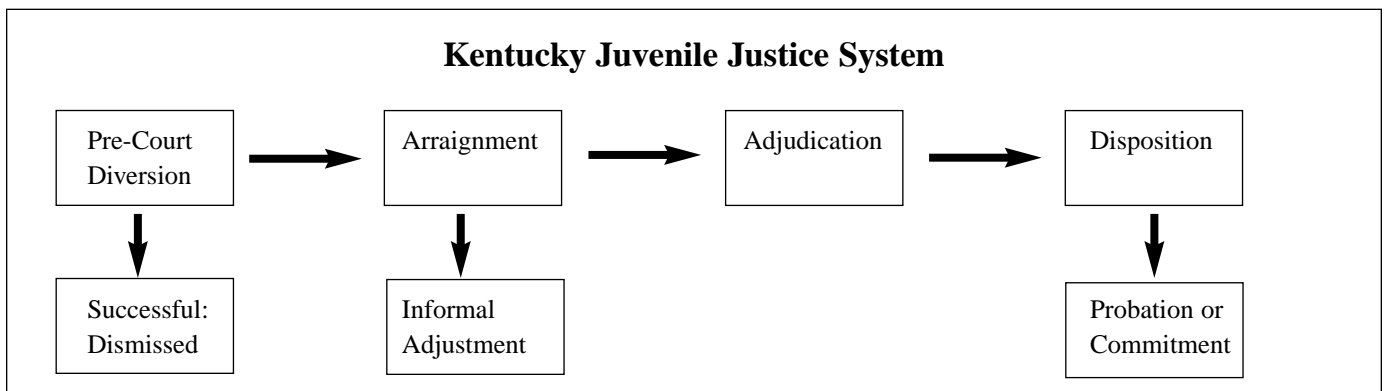 Kentucky Juvenile Justice System
Pre-Court
Diversion
Arraignment
Adjudication
Disposition
Successful:
Dismissed
Informal
Adjustment
Probation or
Commitment